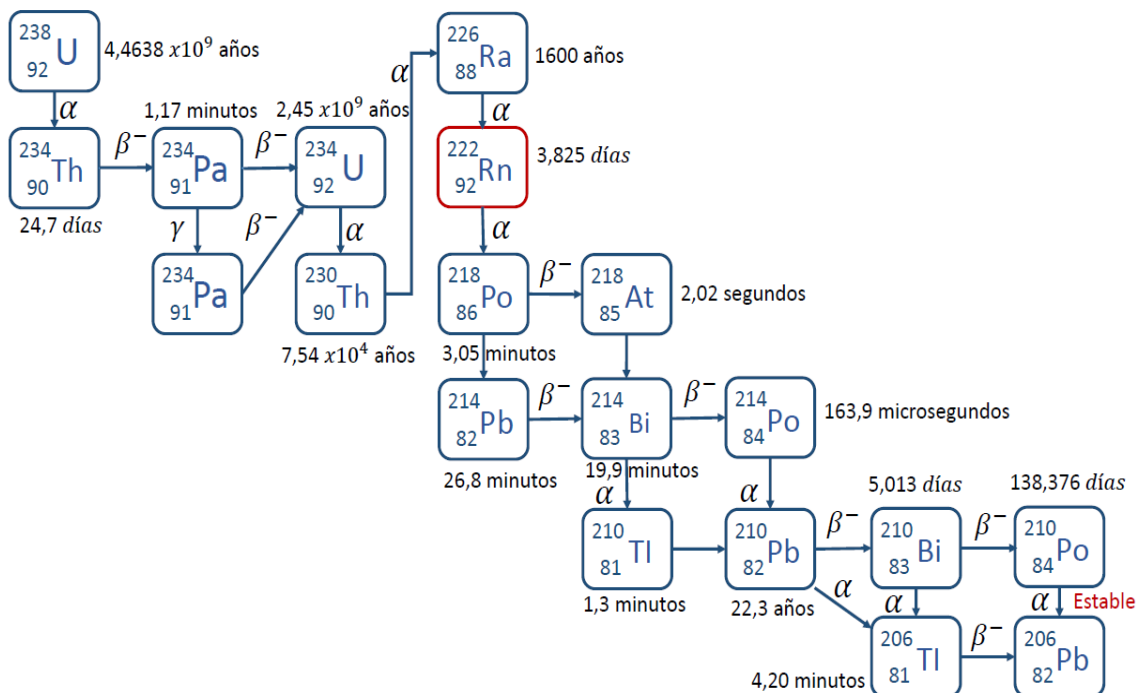 238
92 U
4,4638 x10⁹ años
α
234
90 Th
24,7 días
β⁻
1,17 minutos
234
91 Pa
β⁻
2,45 x10⁹ años
234
92 U
γ
β⁻
α
234
91 Pa
230
90 Th
7,54 x10⁴ años
α
226
88 Ra
1600 años
α
222
92 Rn
3,825 días
α
218
86 Po
β⁻
218
85 At
2,02 segundos
3,05 minutos
214
82 Pb
β⁻
214
83 Bi
β⁻
214
84 Po
163,9 microsegundos
26,8 minutos
19,9 minutos
α
α
5,013 días
138,376 días
210
81 Tl
210
82 Pb
β⁻
210
83 Bi
β⁻
210
84 Po
1,3 minutos
22,3 años
α
α
α
Estable
206
81 Tl
β⁻
206
82 Pb
4,20 minutos